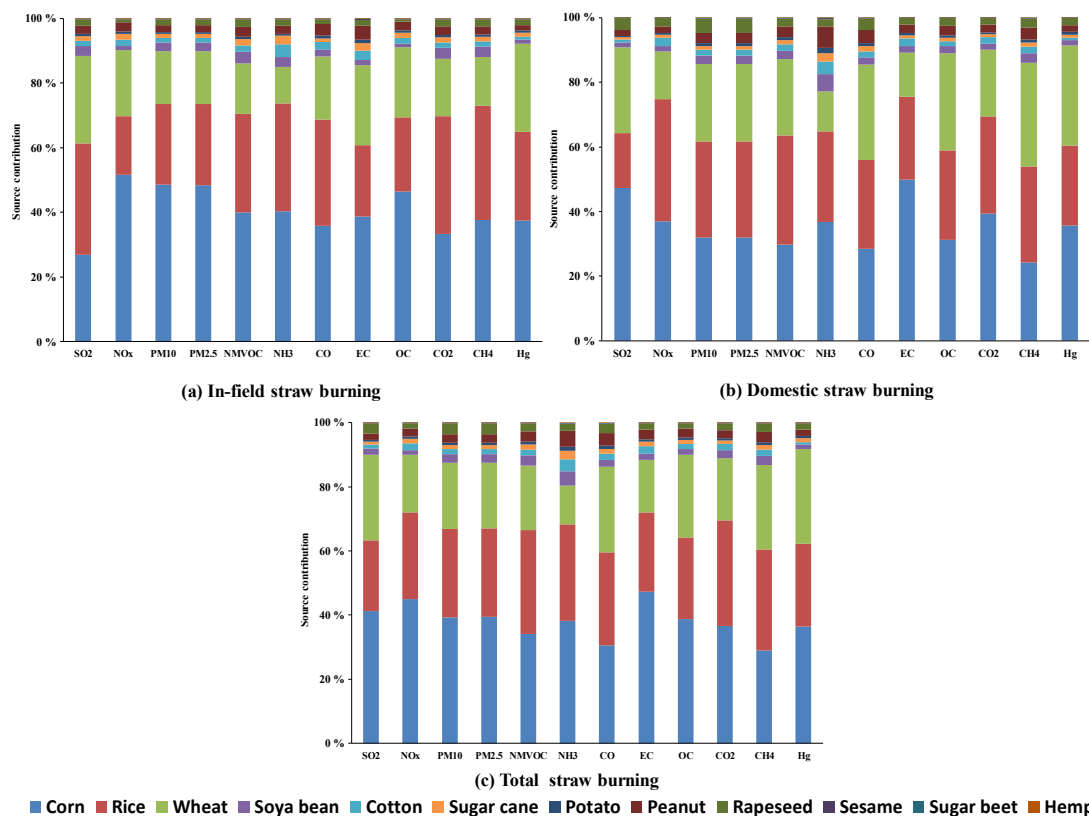 100 %
80 %
60 %
40 %
20 %
0 %
Source contribution
SO2 NOx PM10 PM2.5 NMVOC NH3 CO EC OC CO2 CH4 Hg
(a) In-field straw burning
100 %
80 %
60 %
40 %
20 %
0 %
Source contribution
SO2 NOx PM10 PM2.5 NMVOC NH3 CO EC OC CO2 CH4 Hg
(b) Domestic straw burning
100 %
80 %
60 %
40 %
20 %
0 %
Source contribution
SO2 NOx PM10 PM2.5 NMVOC NH3 CO EC OC CO2 CH4 Hg
(c) Total straw burning
Corn Rice Wheat Soya bean Cotton Sugar cane Potato Peanut Rapeseed Sesame Sugar beet Hemp